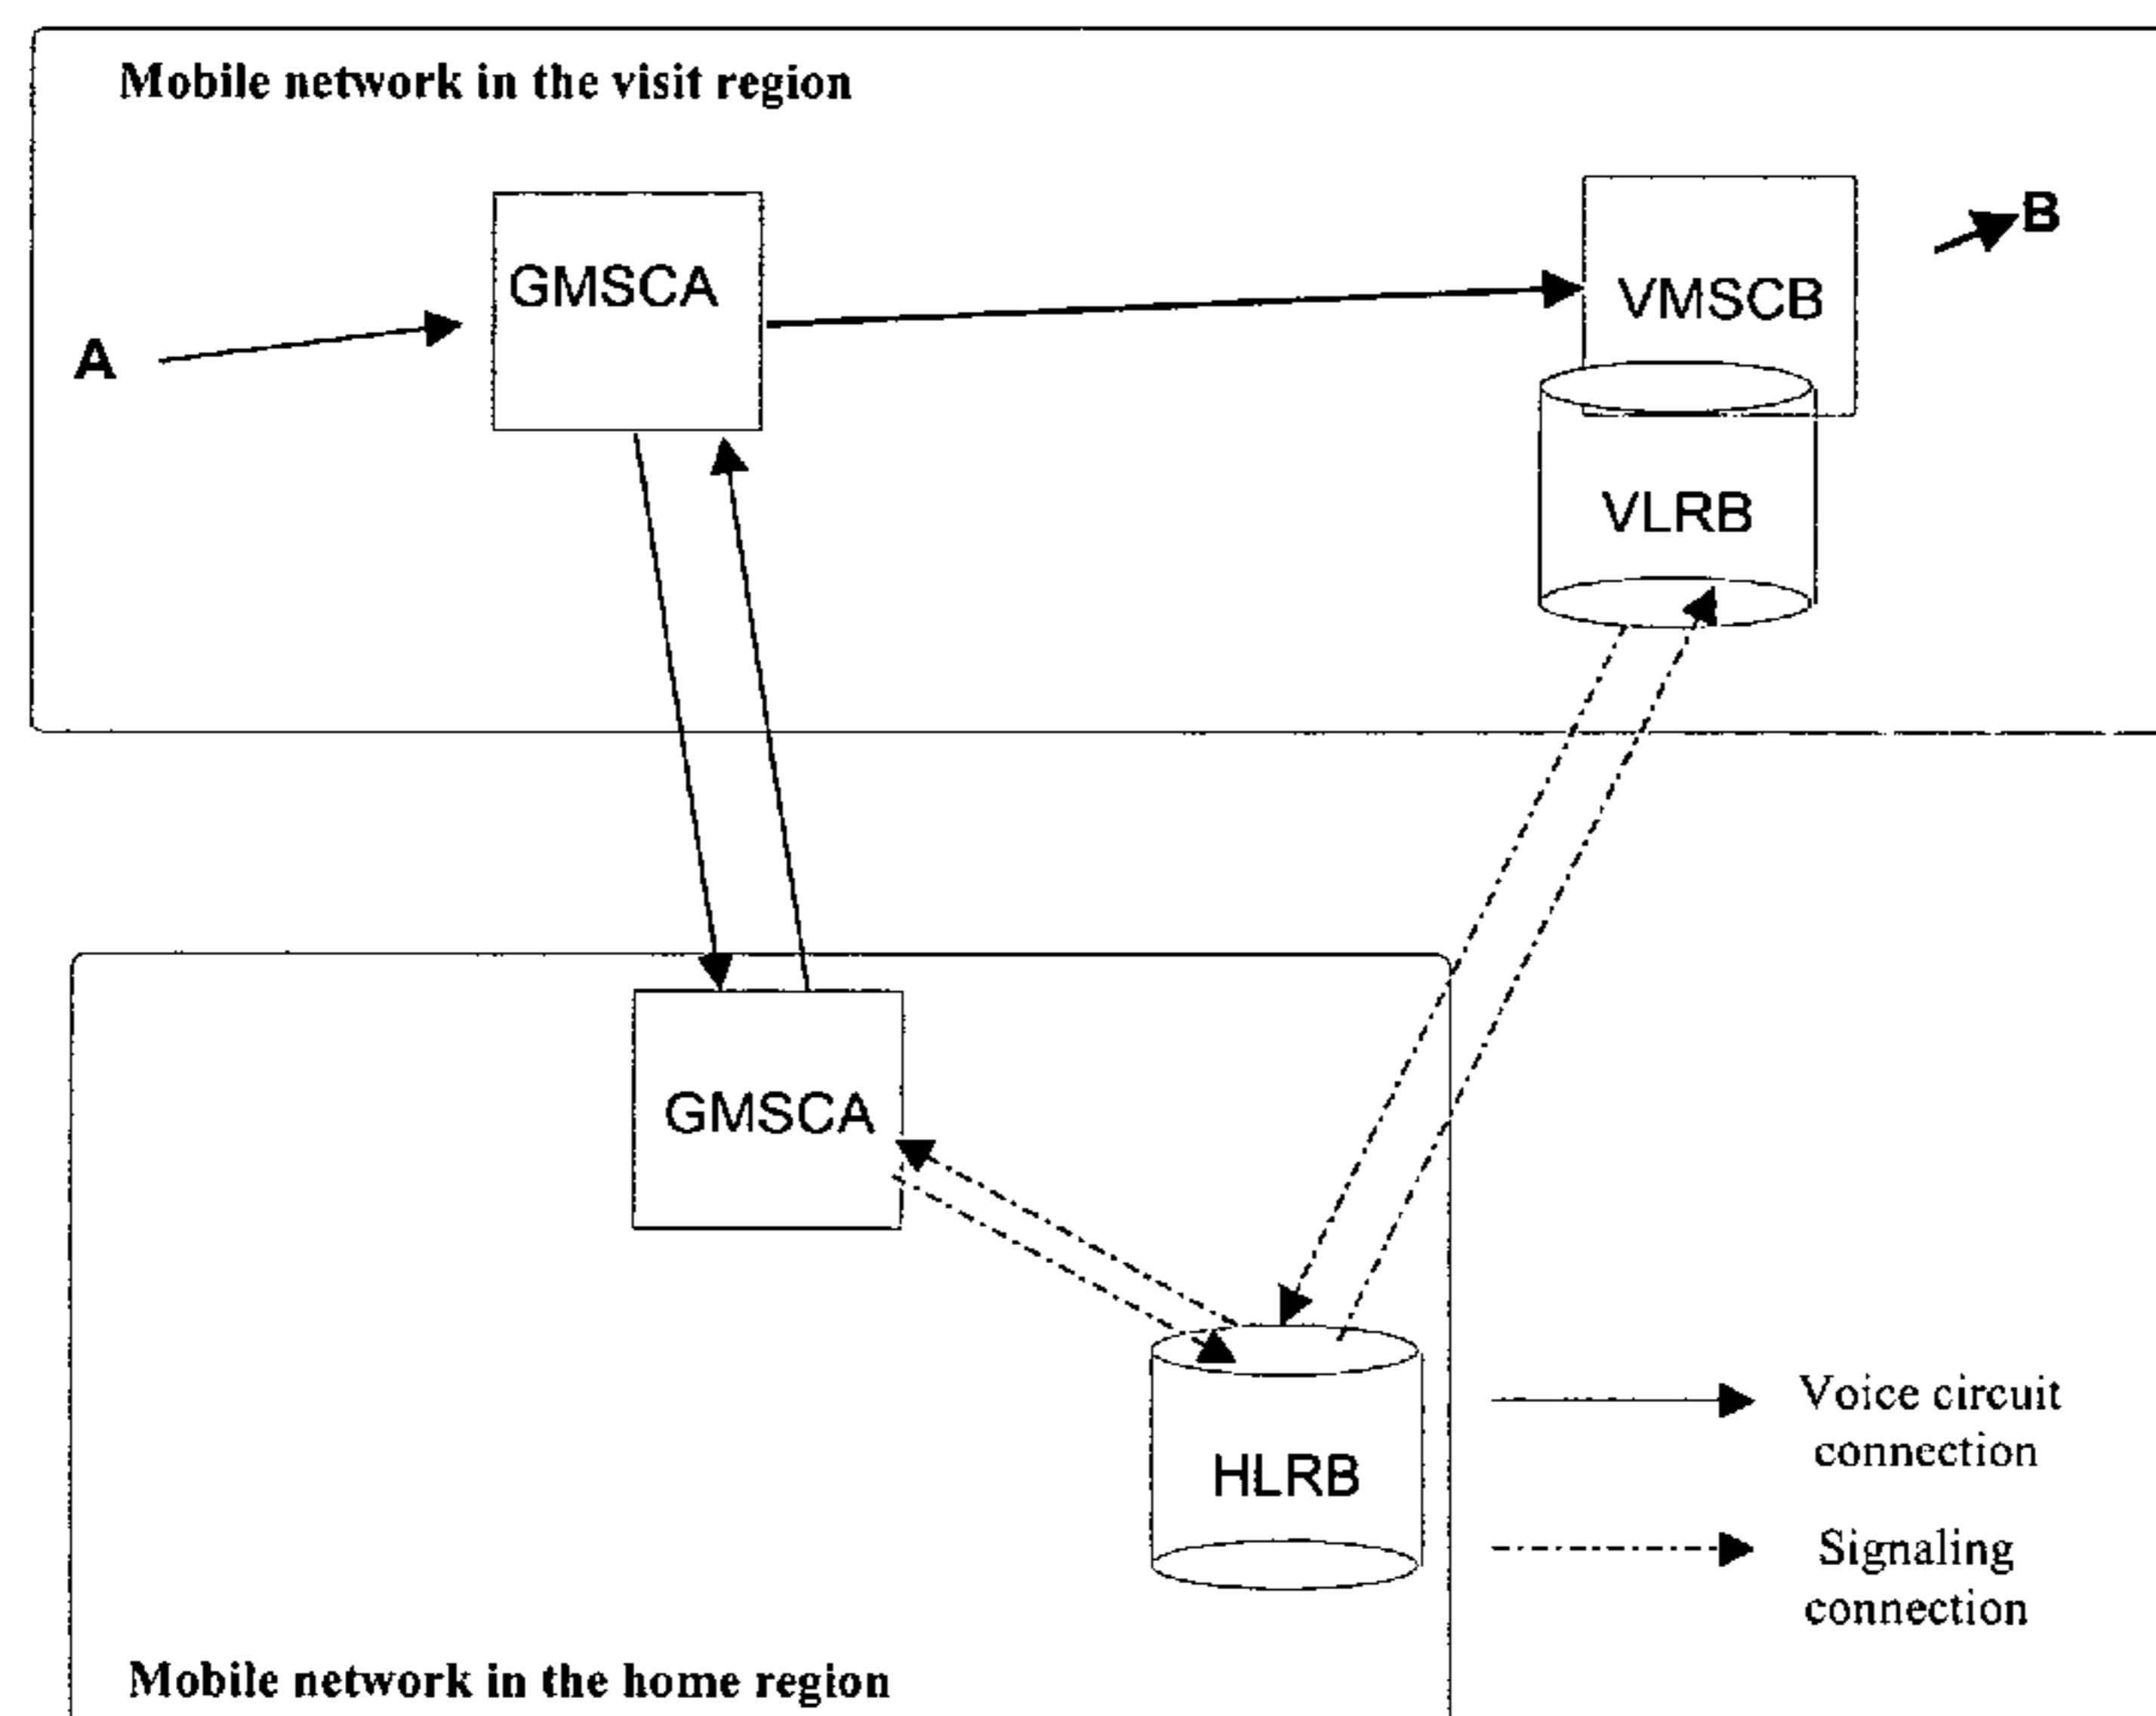 Mobile network in the visit region
B
GMSCA
VMSCB
A
VLRB
GMSCA
HLRB
Voice circuit
connection
Signaling
connection
Mobile network in the home region